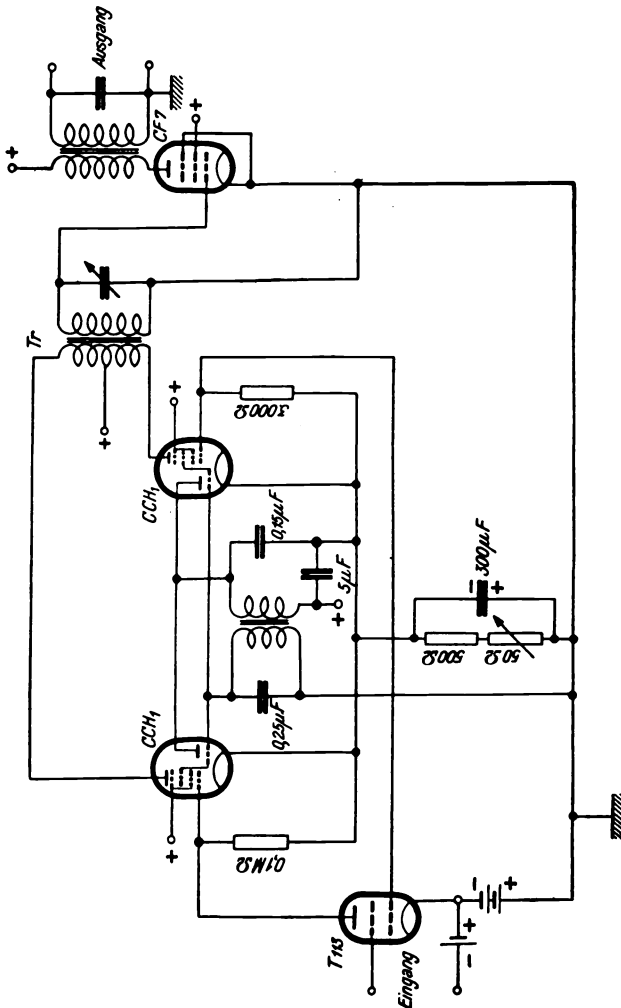 +
Ausgang
CF7
+
Tr
+
+
CCH1
3000Ω
0,15μF
5μF
+
CCH1
0,25μF
+
0,1MΩ
500Ω
50Ω
−
300μF
+
T113
Eingang
−
+
+
−